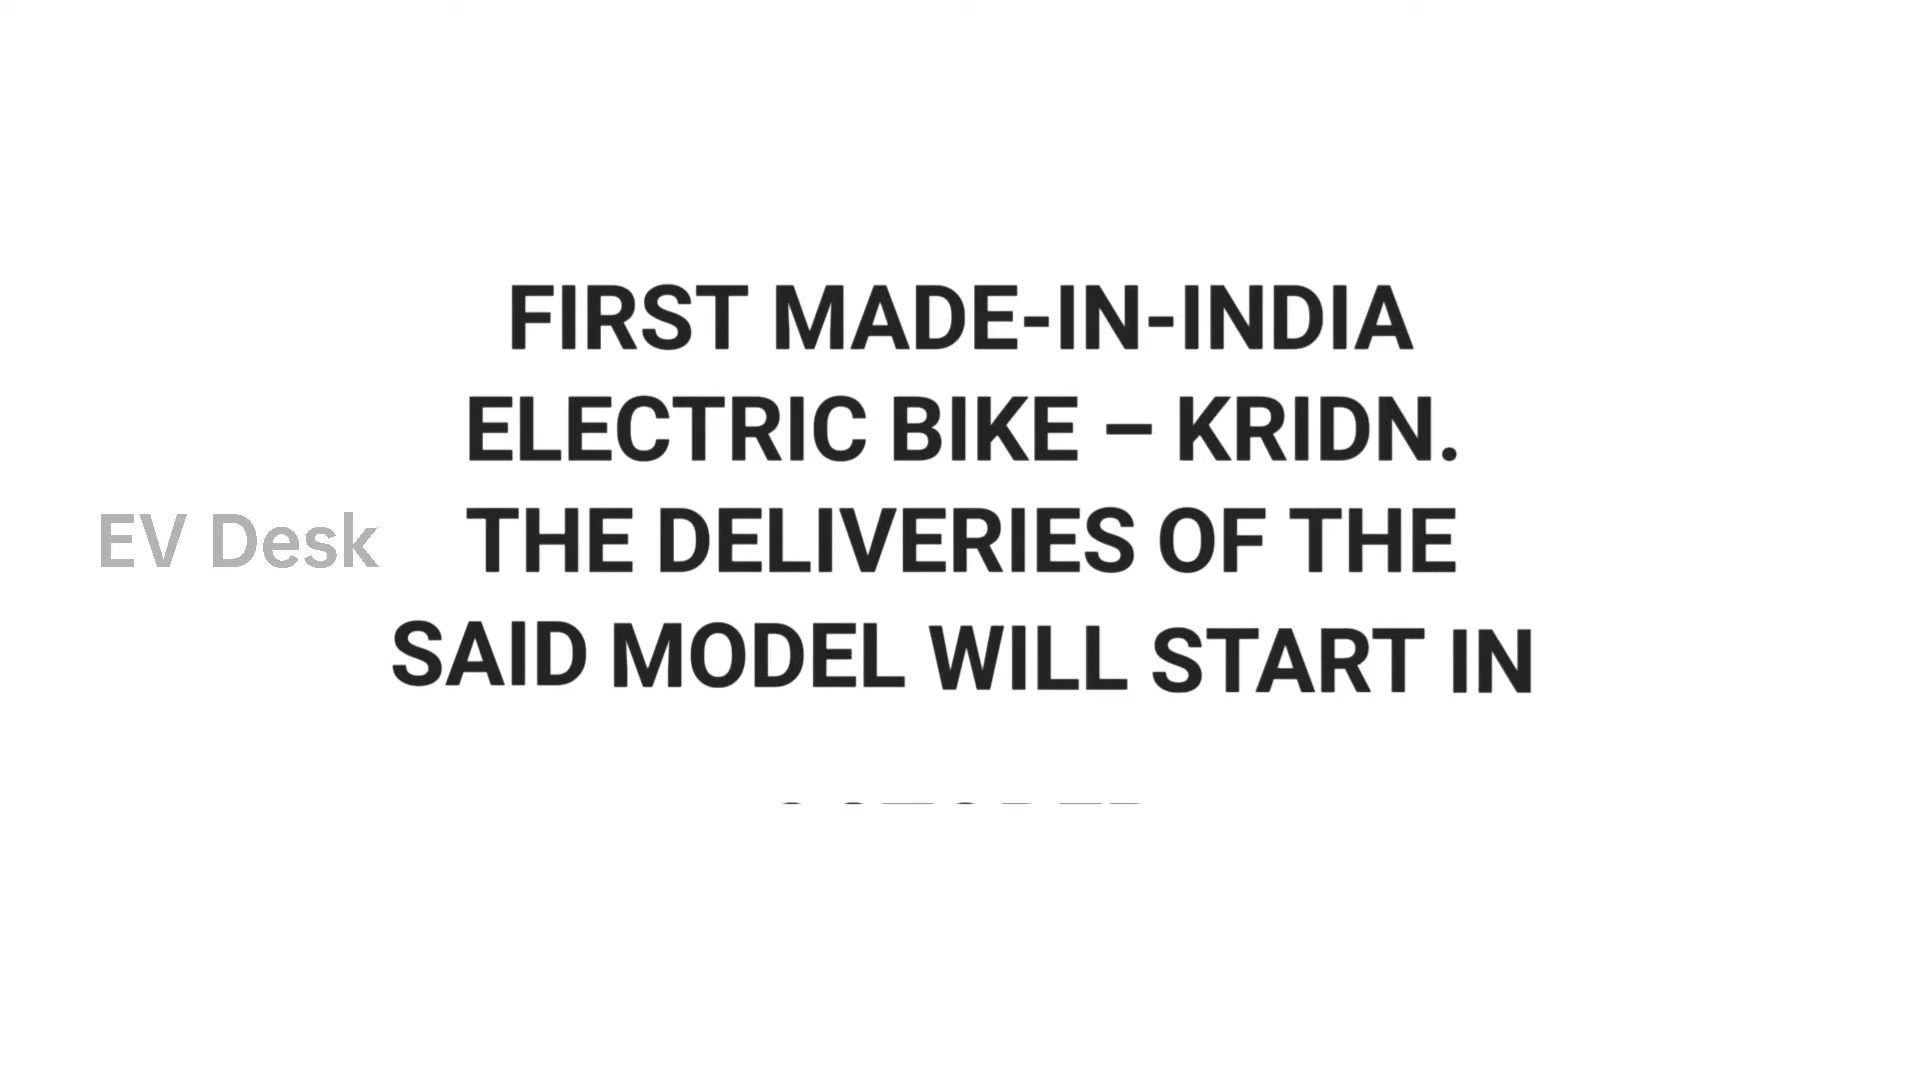 FIRST MADE-IN-INDIA
ELECTRIC BIKE – KRIDN.
EV Desk
THE DELIVERIES OF THE
SAID MODEL WILL START IN